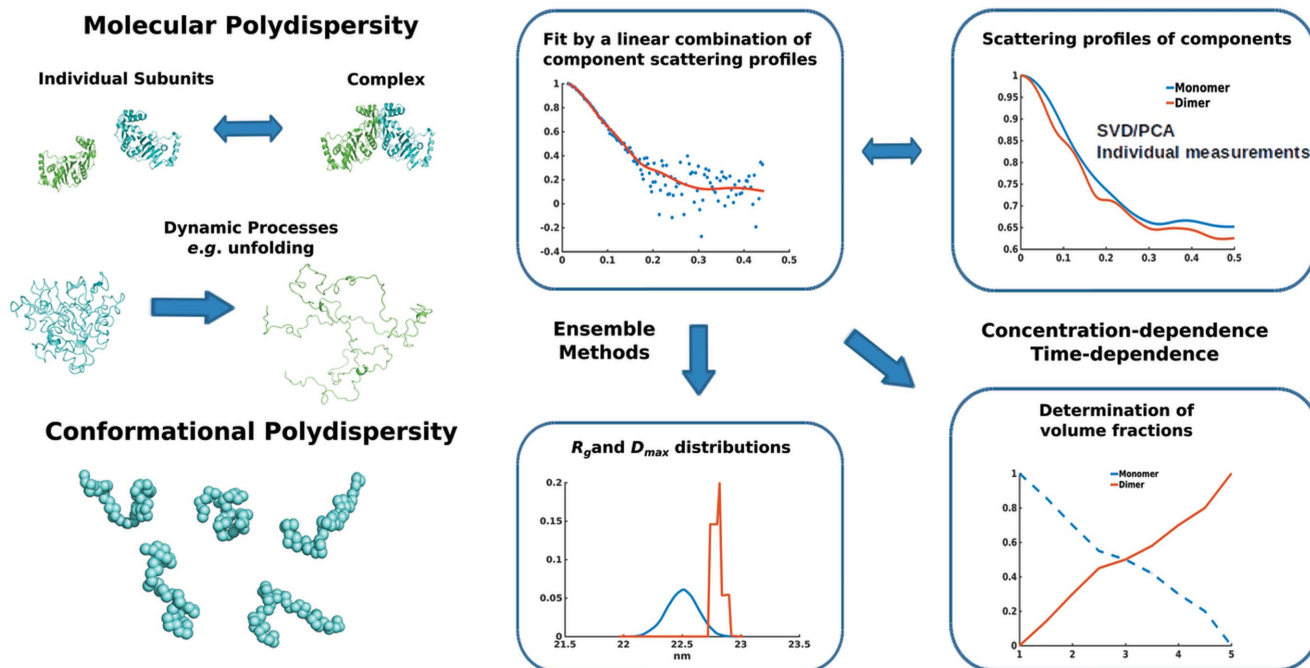 Molecular Polydispersity
Individual Subunits
Complex
Dynamic Processes
e.g. unfolding
Conformational Polydispersity
Fit by a linear combination of
component scattering profiles
1
0.8
0.6
0.4
0.2
0
-0.2
-0.4
0
0.1
0.2
0.3
0.4
0.5
Scattering profiles of components
1
0.95
0.9
0.85
0.8
0.75
0.7
0.65
0.6
0
0.1
0.2
0.3
0.4
0.5
Monomer
Dimer
SVD/PCA
Individual measurements
Ensemble
Methods
Concentration-dependence
Time-dependence
Rgand Dmax distributions
0.2
0.15
0.1
0.05
0
21.5
22
22.5
23
23.5
nm
Determination of
volume fractions
1
0.8
0.6
0.4
0.2
0
1
2
3
4
5
Monomer
Dimer